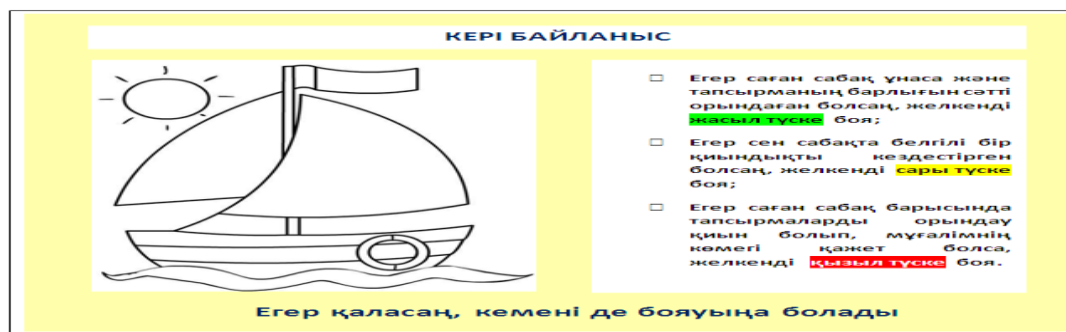 КЕРІ БАЙЛАНЫС
Егер саған сабақ ұнаса және
тапсырманың барлығын сәтті
орындаған болсаң, желкенді
жасыл түске боя;
Егер сен сабақта белгілі бір
қиындықты кездестірген
болсаң, желкенді сары түске
боя;
Егер саған сабақ барысында
тапсырмаларды орындау
қиын болып, мұғалімнің
көмегі қажет болса,
желкенді қызыл түске боя.
Егер қаласаң, кемені де бояуыңа болады